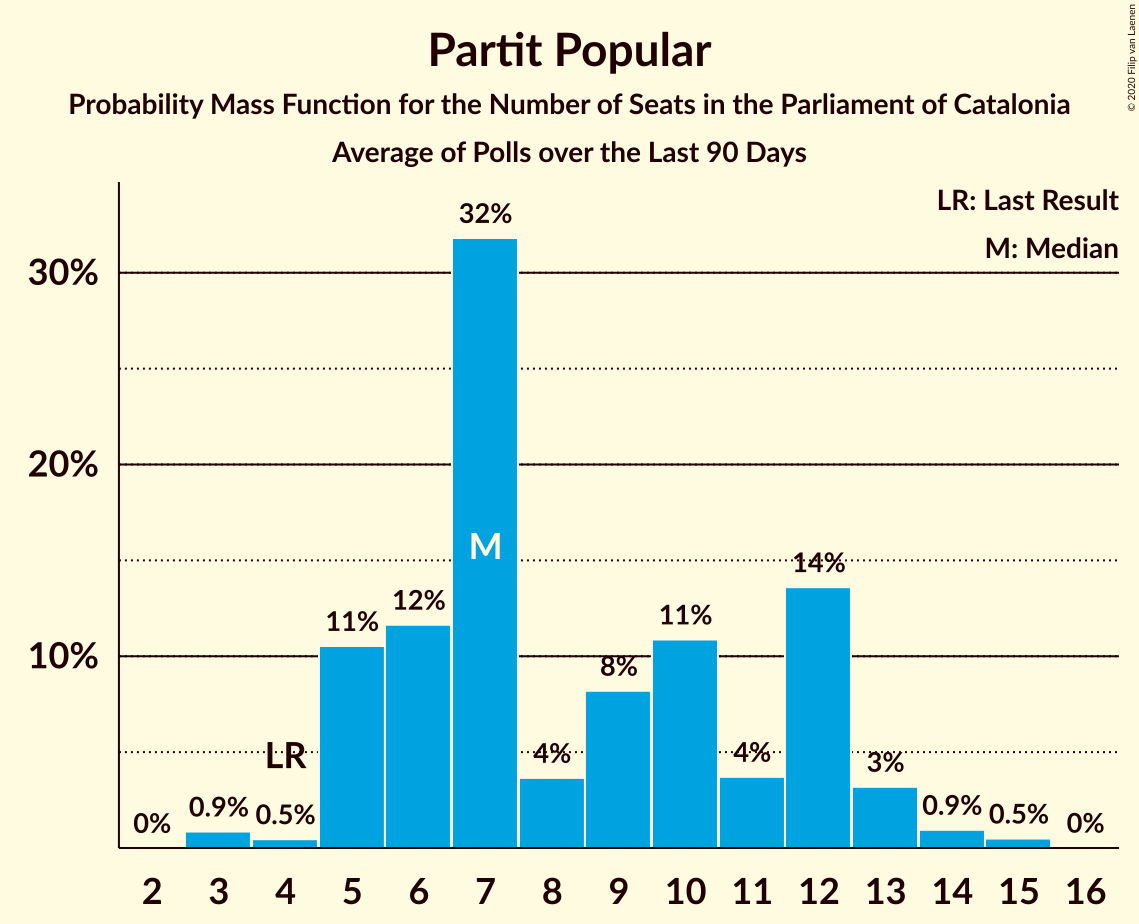 Partit Popular
Probability Mass Function for the Number of Seats in the Parliament of Catalonia
Average of Polls over the Last 90 Days
© 2020 Filip van Laenen
LR: Last Result
M: Median
30%
20%
10%
0%
0.9%
0.5%
11%
12%
32%
4%
8%
11%
4%
14%
3%
0.9%
0.5%
0%
LR
M
2 3 4 5 6 7 8 9 10 11 12 13 14 15 16